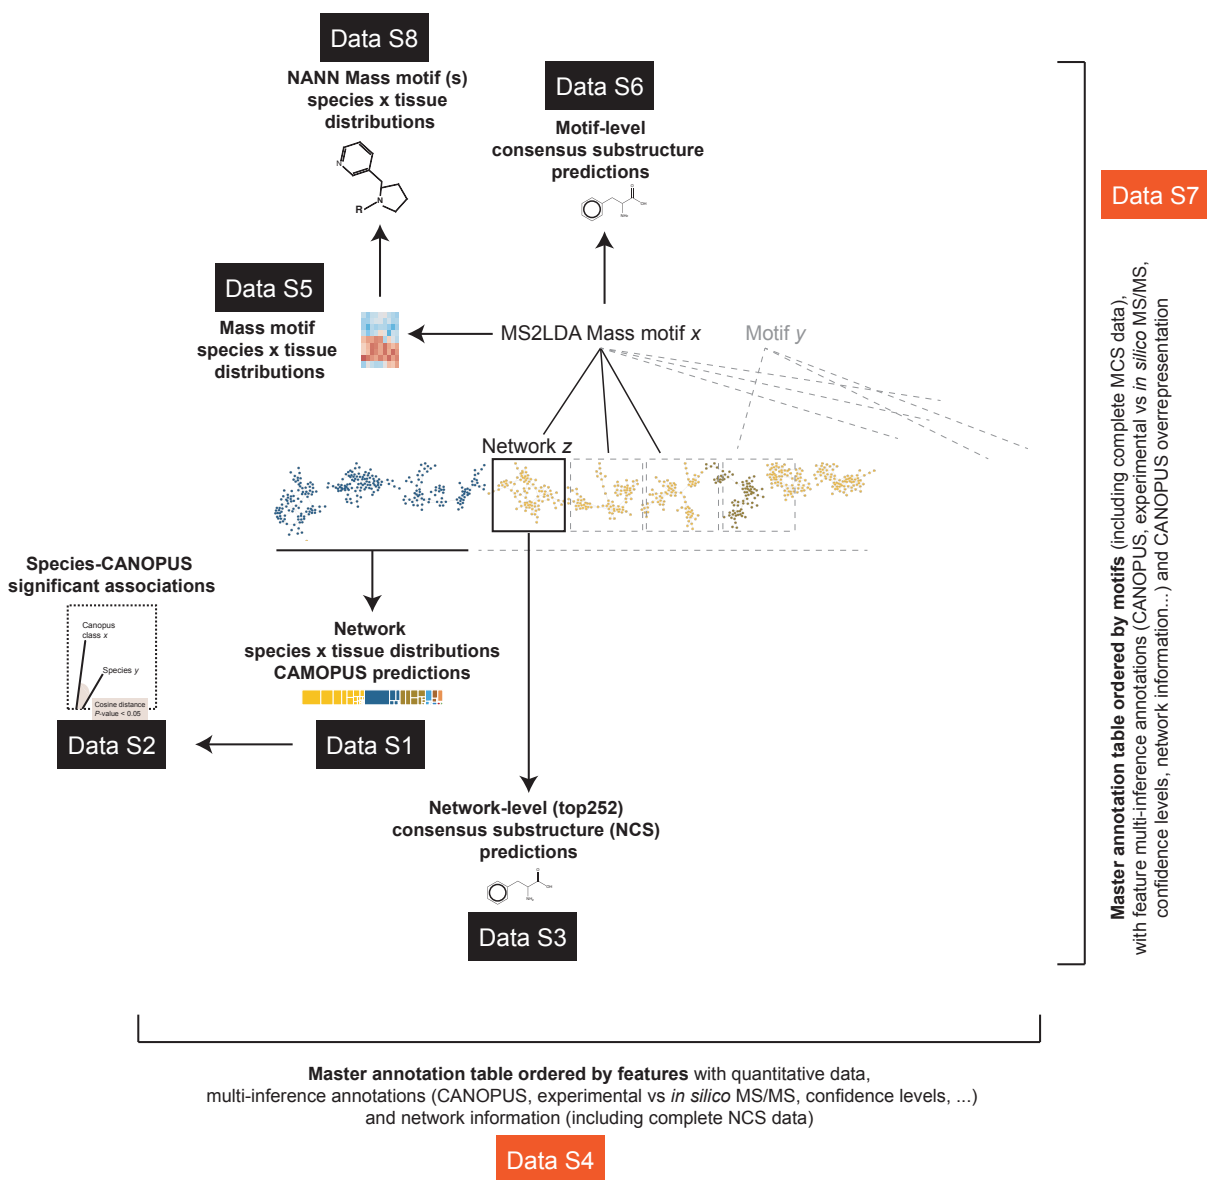 Data S8
NANN Mass motif (s)
species x tissue
distributions
N
N
R
Data S6
Motif-level
consensus substructure
predictions
O
OH
NH₂
Data S7
Master annotation table ordered by motifs (including complete MCS data),
with feature multi-inference annotations (CANOPUS, experimental vs in silico MS/MS,
confidence levels, network information...) and CANOPUS overrepresentation
Data S5
Mass motif
species x tissue
distributions
MS2LDA Mass motif x
Motif y
Network z
Species-CANOPUS
significant associations
Canopus
class x
Species y
Cosine distance
P-value < 0.05
Data S2
Network
species x tissue distributions
CAMOPUS predictions
Data S1
Network-level (top252)
consensus substructure (NCS)
predictions
O
OH
NH₂
Data S3
Master annotation table ordered by features with quantitative data,
multi-inference annotations (CANOPUS, experimental vs in silico MS/MS, confidence levels, ...)
and network information (including complete NCS data)
Data S4